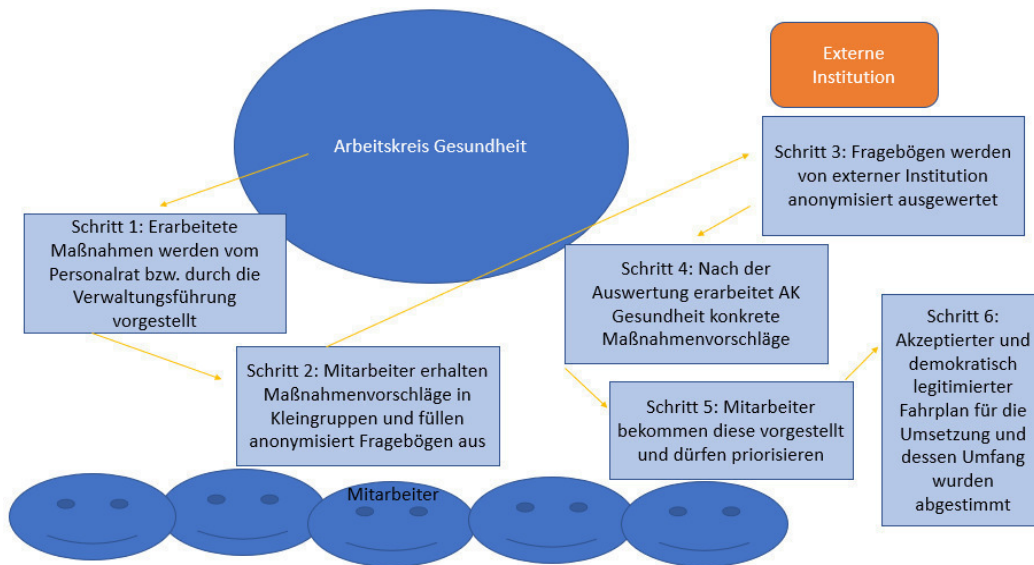 Arbeitskreis Gesundheit
Externe
Institution
Schritt 1: Erarbeitete
Maßnahmen werden vom
Personalrat bzw. durch die
Verwaltungsführung
vorgestellt
Schritt 2: Mitarbeiter erhalten
Maßnahmenvorschläge in
Kleingruppen und füllen
anonymisiert Fragebögen aus
Schritt 3: Fragebögen werden
von externer Institution
anonymisiert ausgewertet
Schritt 4: Nach der
Auswertung erarbeitet AK
Gesundheit konkrete
Maßnahmenvorschläge
Schritt 5: Mitarbeiter
bekommen diese vorgestellt
und dürfen priorisieren
Schritt 6:
Akzeptierter und
demokratisch
legitimierter
Fahrplan für die
Umsetzung und
dessen Umfang
wurden
abgestimmt
Mitarbeiter